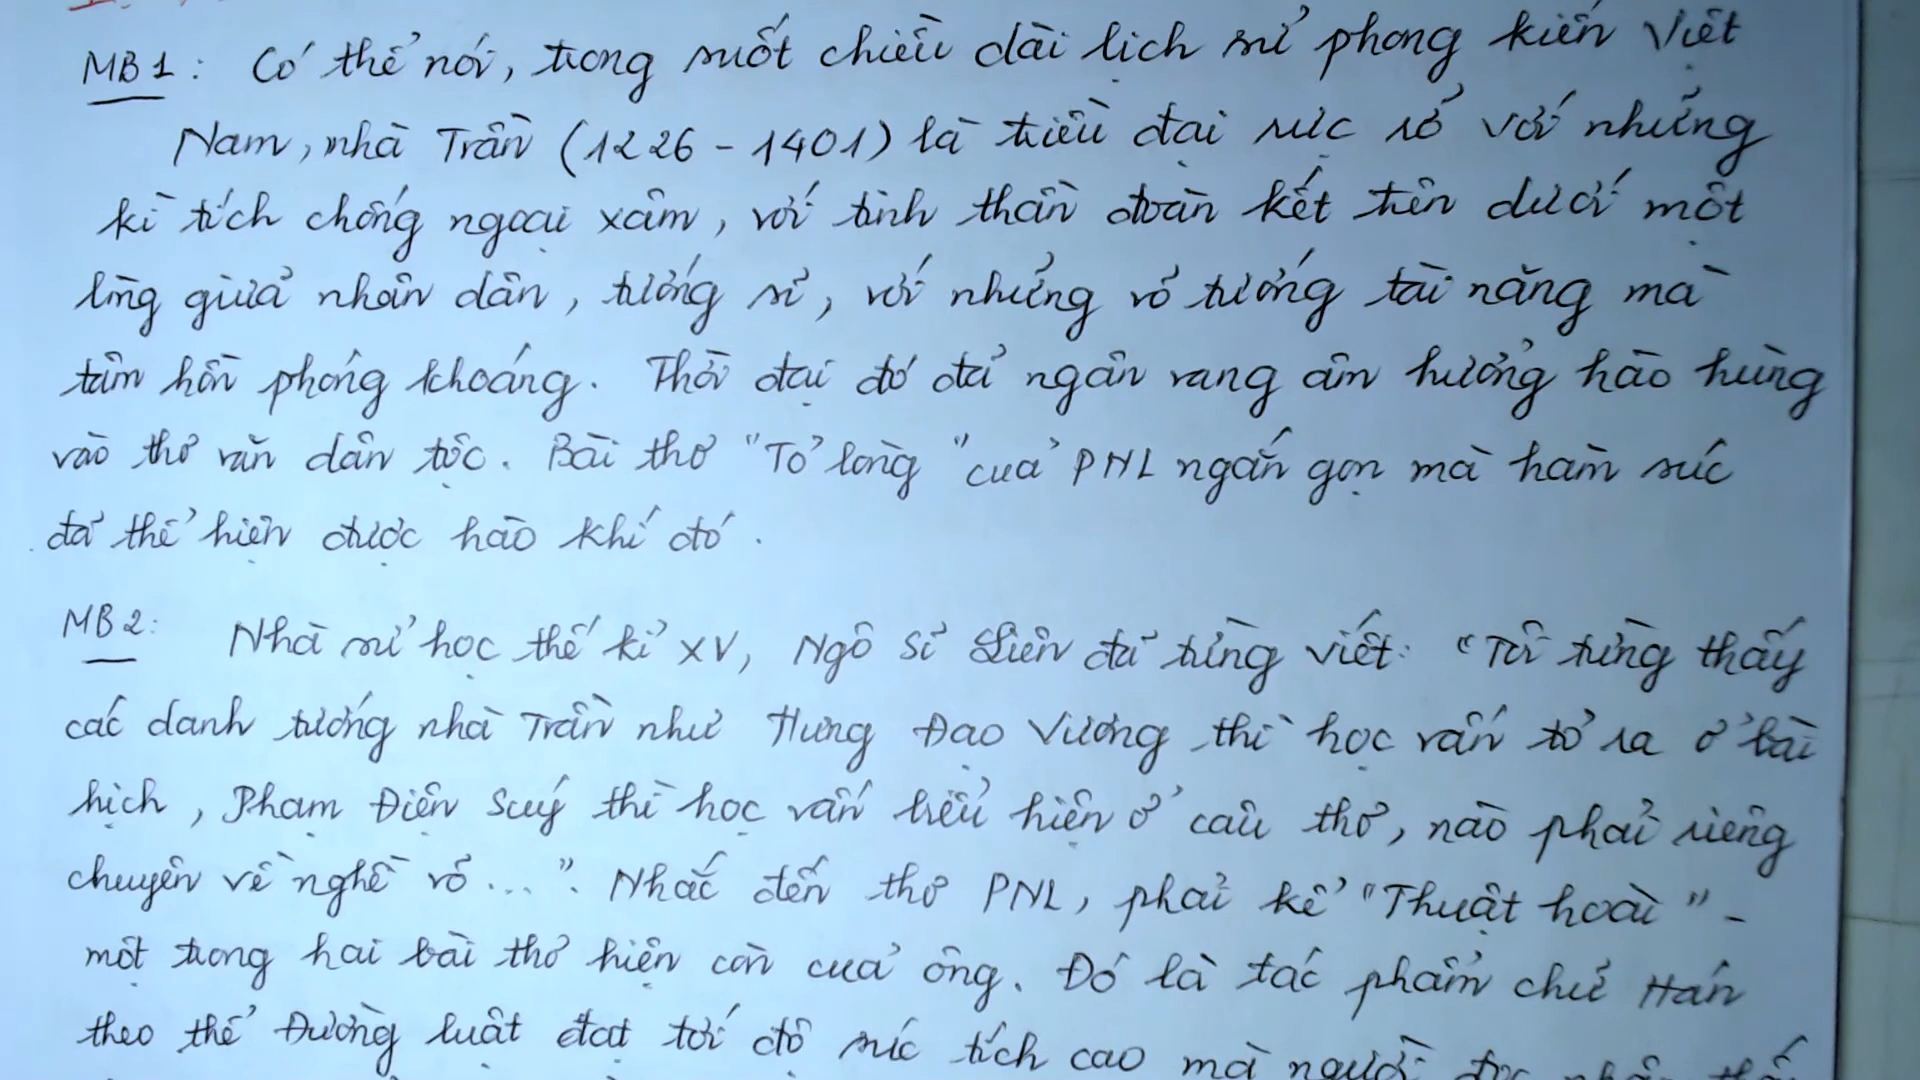 MB1: Có thể nói, trong suốt chiều dài lịch sử phong kiến Việt
Nam, nhà Trần (1226 - 1401) là triều đại rực rỡ với những
kì tích chống ngoại xâm, với tinh thần đoàn kết trên dưới một
lòng giữa nhân dân, tướng sĩ, với những võ tướng tài năng mà
tâm hồn phóng khoáng. Thời đại đó đã ngân vang âm hưởng hào hùng
vào thơ văn dân tộc. Bài thơ "Tỏ lòng" của PNL ngắn gọn mà hàm súc
đã thể hiện được hào khí đó.
MB2: Nhà sử học thế kỉ XV, Ngô Sĩ Liên đã từng viết: "Tôi từng thấy
các danh tướng nhà Trần như Hưng Đạo Vương thì học vấn tỏ ra ở bài
hịch, Phạm Điện Suý thì học vấn biểu hiện ở câu thơ, nào phải riêng
chuyên về nghề võ...". Nhắc đến thơ PNL, phải kể "Thuật hoài" -
một trong hai bài thơ hiện còn của ông. Đó là tác phẩm chữ Hán
theo thể Đường luật đạt tới độ súc tích cao mà người đọc